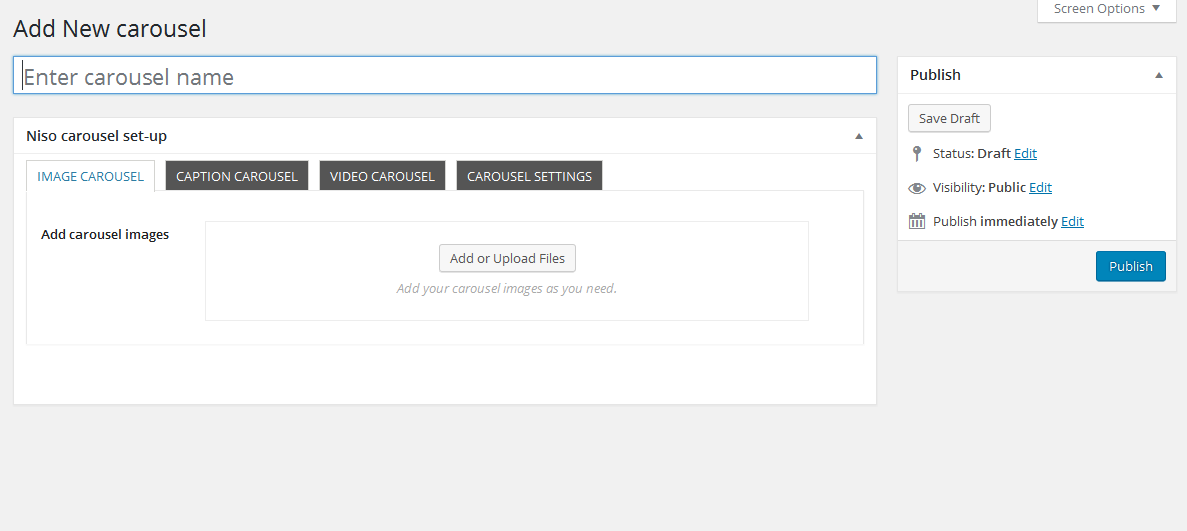 Screen Options
Add New carousel
Enter carousel name
Niso carousel set-up
IMAGE CAROUSEL CAPTION CAROUSEL VIDEO CAROUSEL CAROUSEL SETTINGS
Add carousel images
Add or Upload Files
Add your carousel images as you need.
Publish
Save Draft
Status: Draft Edit
Visibility: Public Edit
Publish immediately Edit
Publish